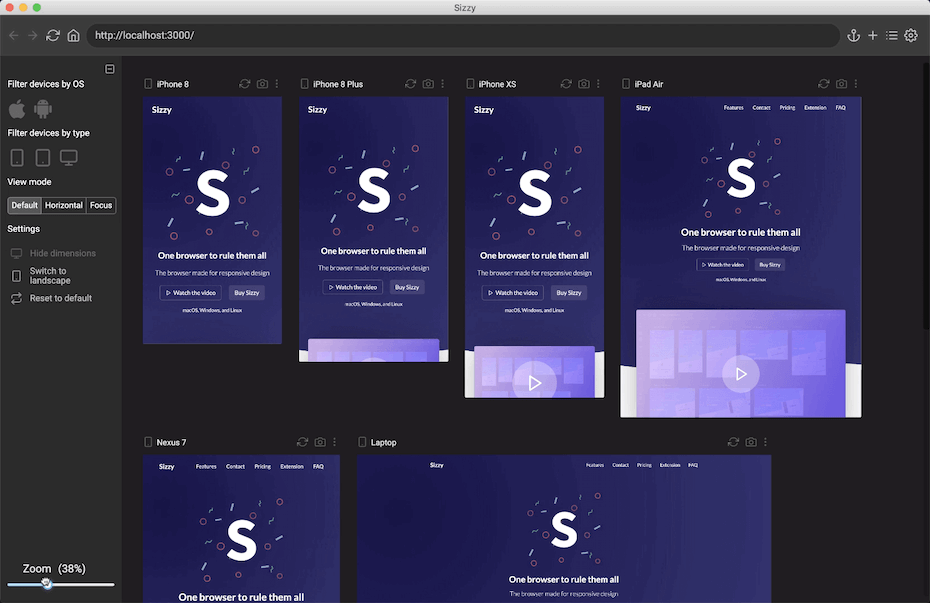 Sizzy
http://localhost:3000/
Filter devices by OS
Filter devices by type
View mode
Default Horizontal Focus
Settings
Hide dimensions
Switch to
landscape
Reset to default
Zoom (38%)
iPhone 8
Sizzy
S
One browser to rule them all
The browser made for responsive design
Watch the video Buy Sizzy
macOS, Windows, and Linux
iPhone 8 Plus
Sizzy
S
One browser to rule them all
The browser made for responsive design
Watch the video Buy Sizzy
macOS, Windows, and Linux
iPhone XS
Sizzy
S
One browser to rule them all
The browser made for responsive design
Watch the video Buy Sizzy
macOS, Windows, and Linux
iPad Air
Sizzy Features Contact Pricing Extension FAQ
S
One browser to rule them all
The browser made for responsive design
Watch the video Buy Sizzy
macOS, Windows, and Linux
Nexus 7
Sizzy Features Contact Pricing Extension FAQ
S
One browser to rule them all
Laptop
Sizzy Features Contact Pricing Extension FAQ
S
One browser to rule them all
The browser made for responsive design